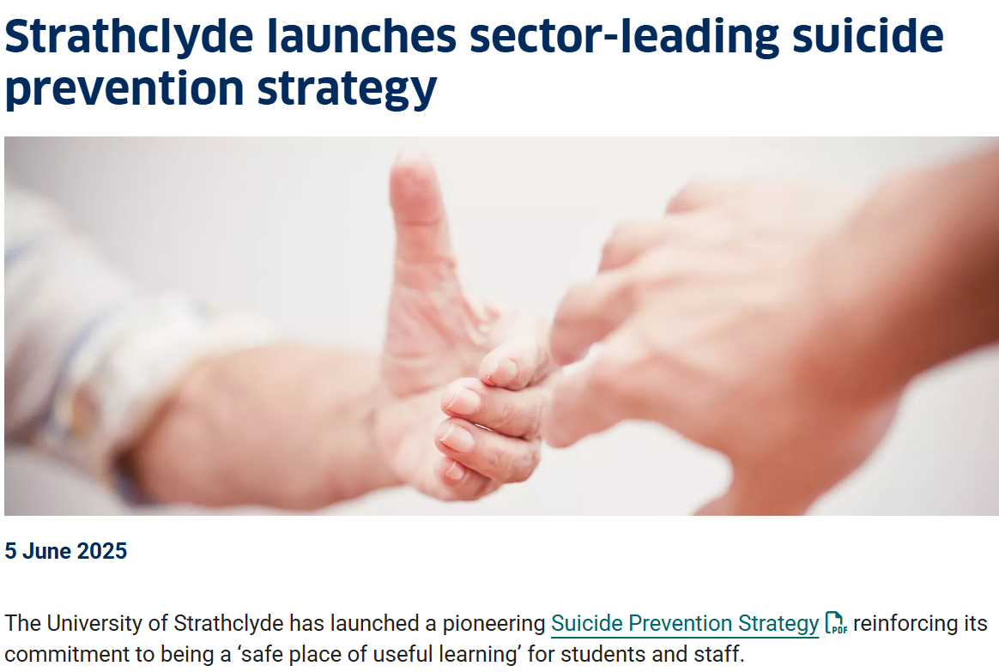 Strathclyde launches sector-leading suicide
prevention strategy
5 June 2025
The University of Strathclyde has launched a pioneering Suicide Prevention Strategy PDF reinforcing its
commitment to being a ‘safe place of useful learning’ for students and staff.